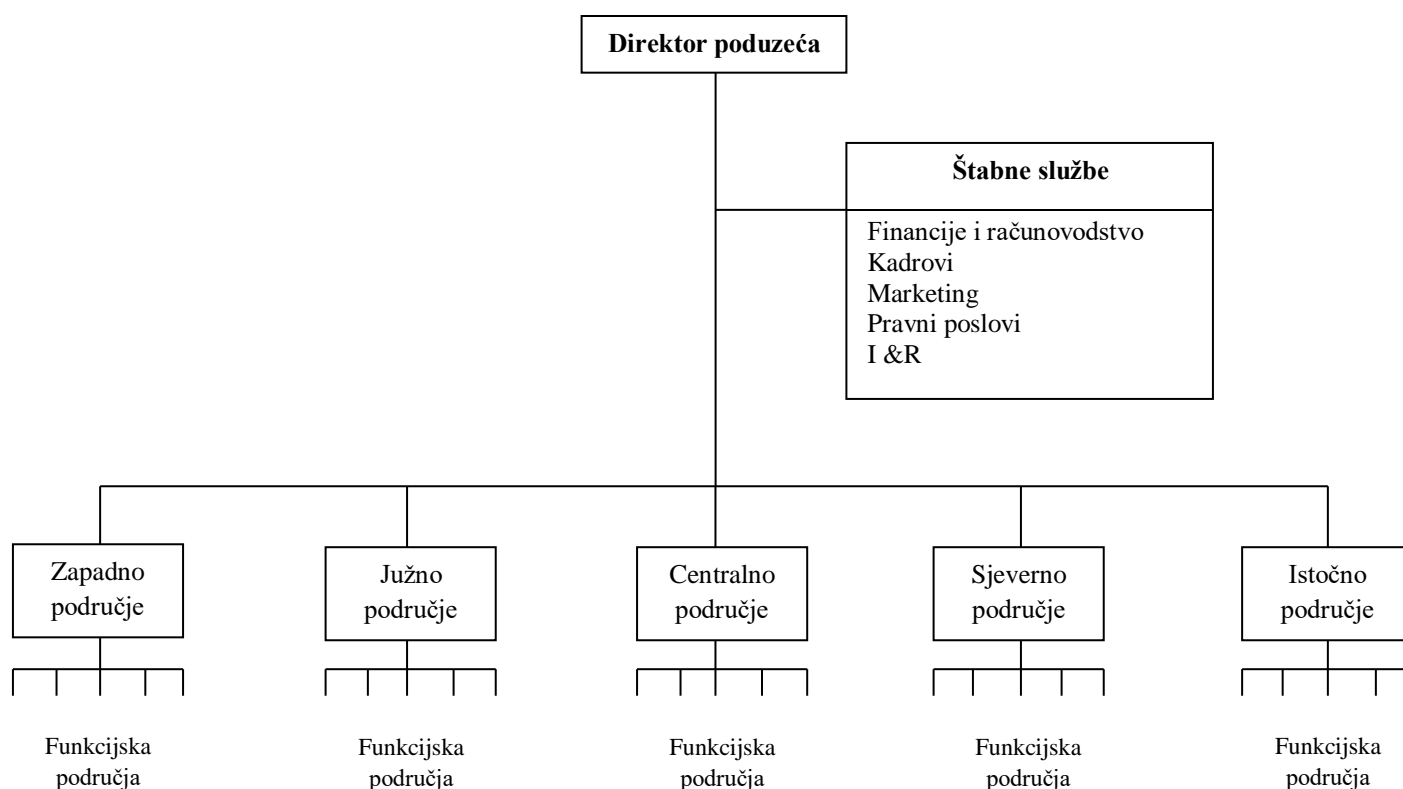 Direktor poduzeća
Štabne službe
Financije i računovodstvo
Kadrovi
Marketing
Pravni poslovi
I &R
Zapadno
područje
Južno
područje
Centralno
područje
Sjeverno
područje
Istočno
područje
Funkcijska
područja
Funkcijska
područja
Funkcijska
područja
Funkcijska
područja
Funkcijska
područja